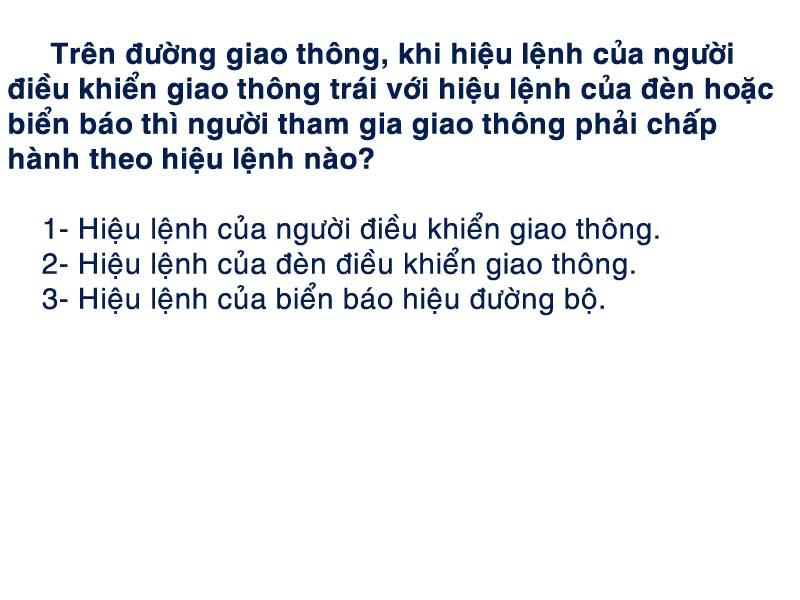 Trên đường giao thông, khi hiệu lệnh của người
điều khiển giao thông trái với hiệu lệnh của đèn hoặc
biển báo thì người tham gia giao thông phải chấp
hành theo hiệu lệnh nào?
1- Hiệu lệnh của người điều khiển giao thông.
2- Hiệu lệnh của đèn điều khiển giao thông.
3- Hiệu lệnh của biển báo hiệu đường bộ.